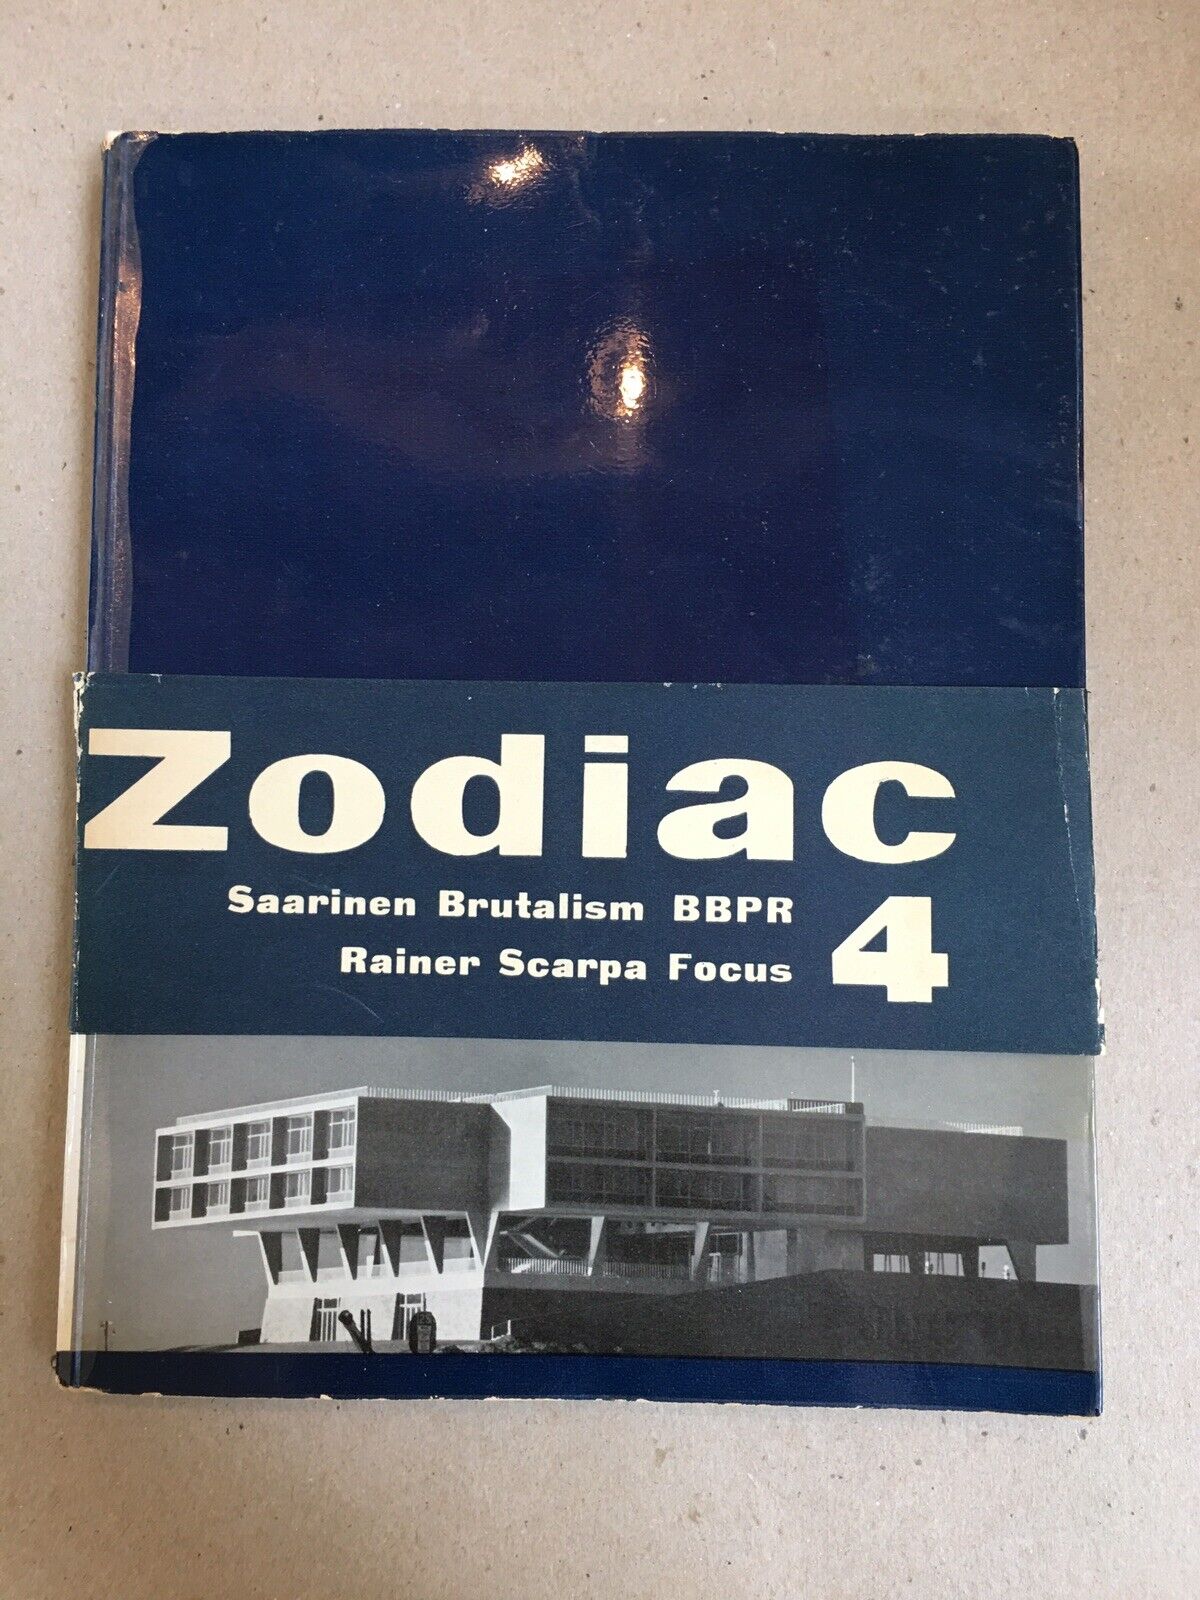 Zodiac
Saarinen Brutalism BBPR
Rainer Scarpa Focus
4